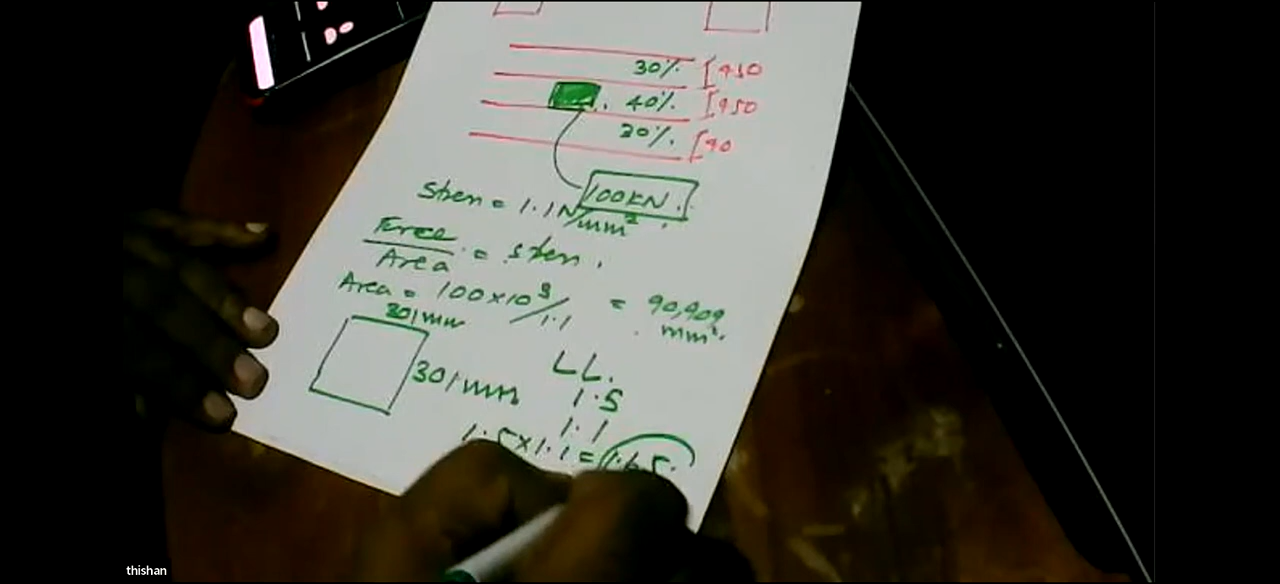 30%. [450
40%. [450
30%. [90
100KN.
Stren = 1.1N/mm².
Force/Area = stren.
Area = 100×10³/1.1 = 90,909 mm².
301mm
301mm
LL.
1.5
1.1
1.5×1.1 = 1.65.
thishan